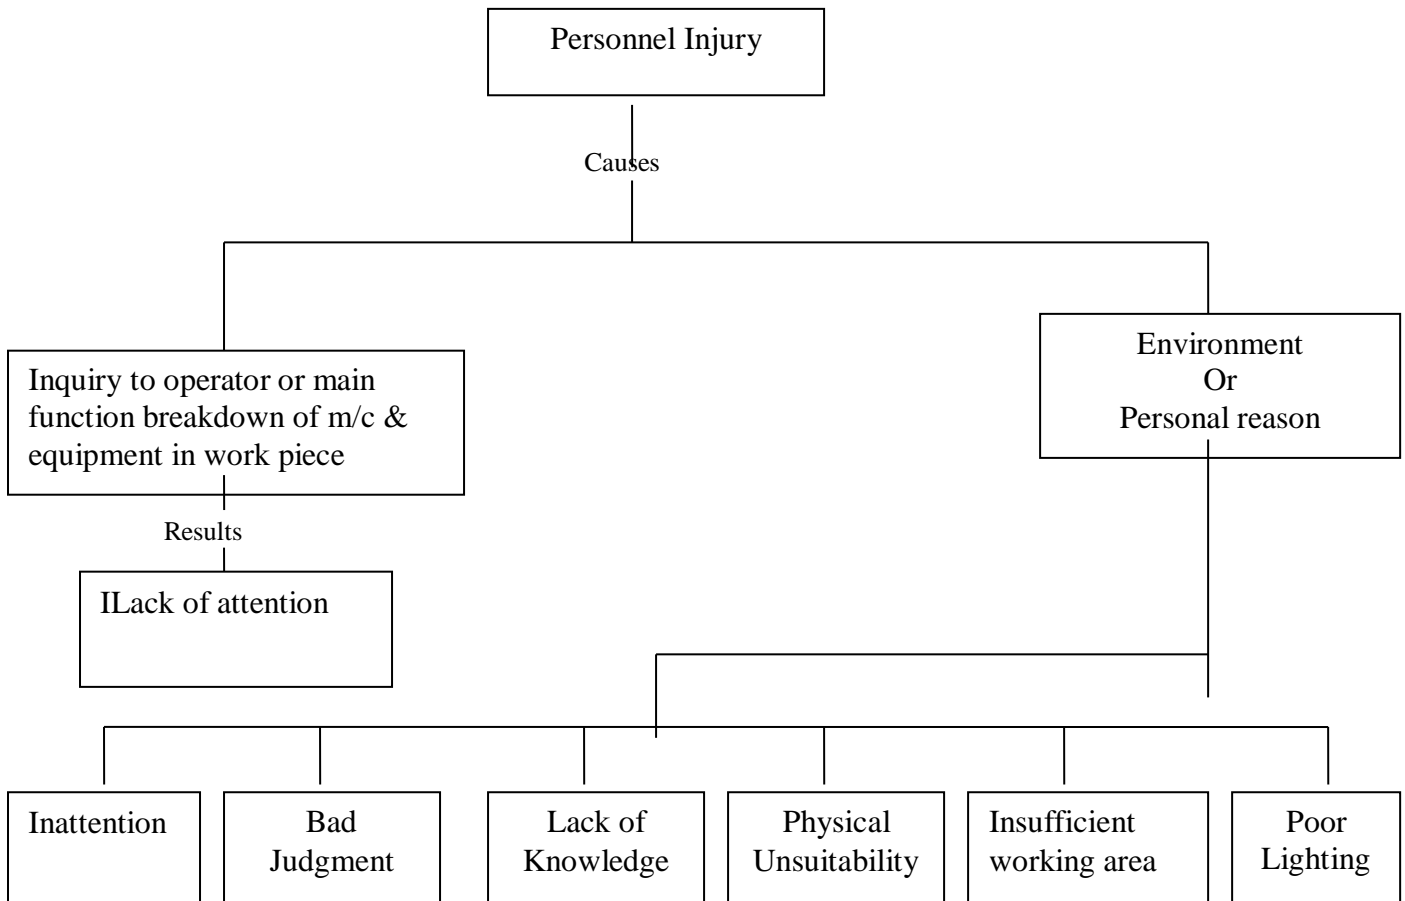 Personnel Injury
Causes
Environment
Or
Personal reason
Inquiry to operator or main
function breakdown of m/c &
equipment in work piece
Results
ILack of attention
Inattention
Bad
Judgment
Lack of
Knowledge
Physical
Unsuitability
Insufficient
working area
Poor
Lighting